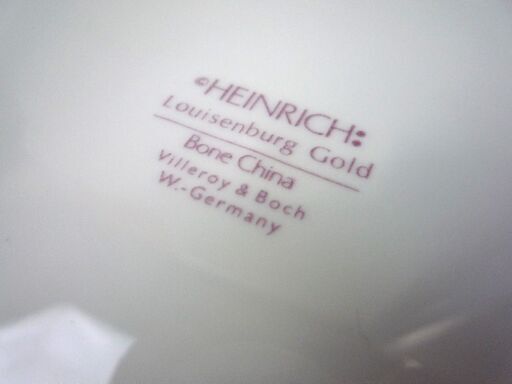 ©HEINRICH:
Louisenburg Gold
Bone China
Villeroy & Boch
W.-Germany